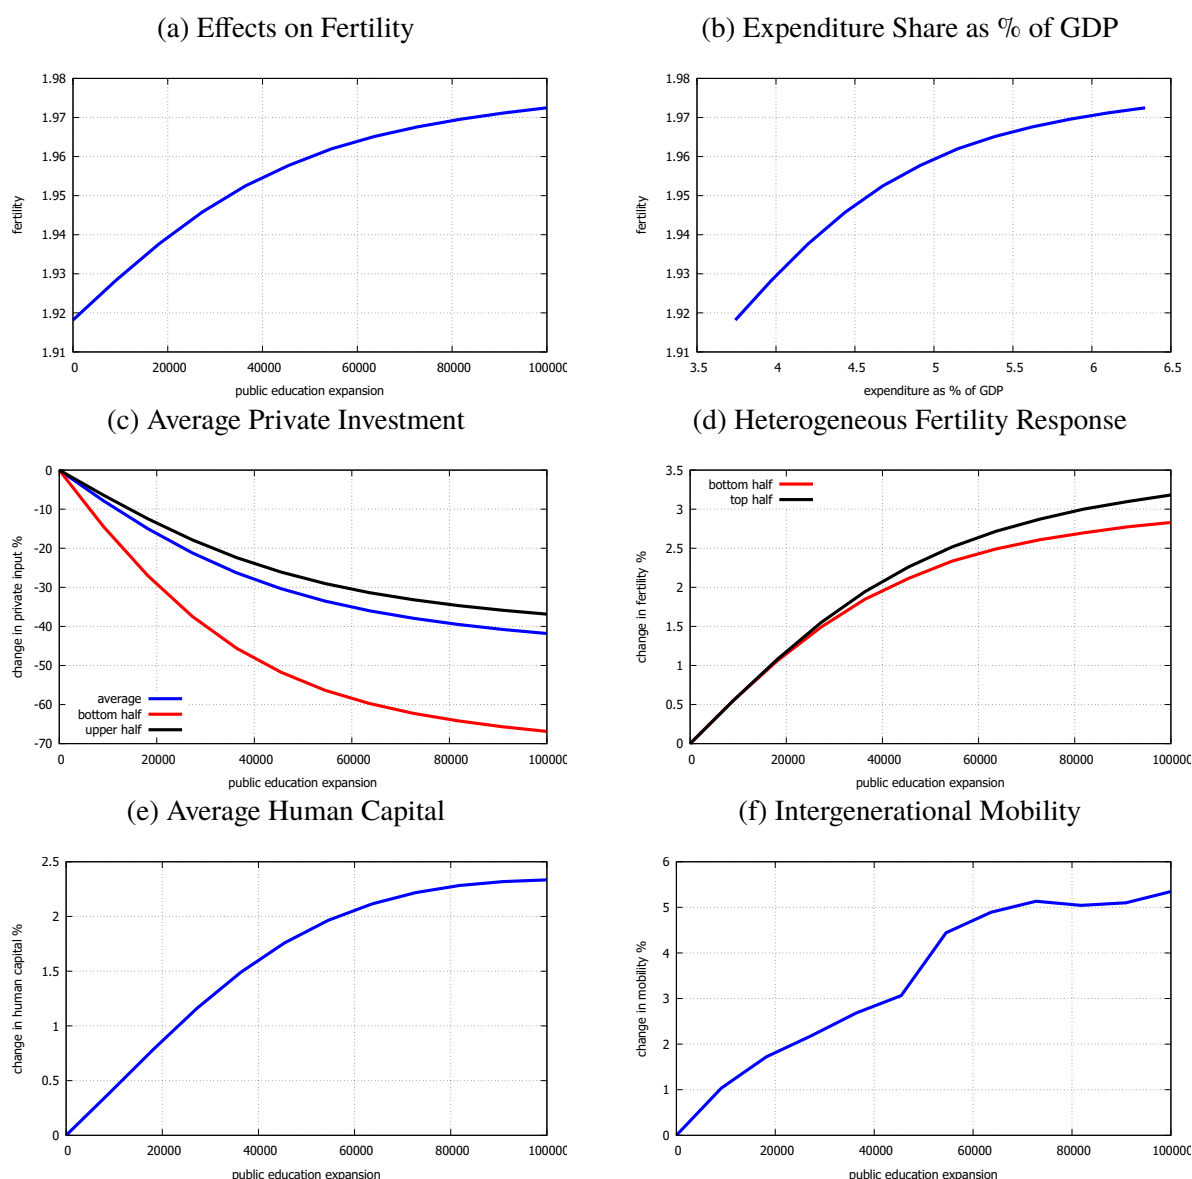 (a) Effects on Fertility
(b) Expenditure Share as % of GDP
1.98
1.97
1.96
1.95
1.94
1.93
1.92
1.91
fertility
0 20000 40000 60000 80000 100000
public education expansion
1.98
1.97
1.96
1.95
1.94
1.93
1.92
1.91
fertility
3.5 4 4.5 5 5.5 6 6.5
expenditure as % of GDP
(c) Average Private Investment
(d) Heterogeneous Fertility Response
0
-10
-20
-30
-40
-50
-60
-70
change in private input %
average
bottom half
upper half
0 20000 40000 60000 80000 100000
public education expansion
3.5
3
2.5
2
1.5
1
0.5
0
change in fertility %
bottom half
top half
0 20000 40000 60000 80000 100000
public education expansion
(e) Average Human Capital
(f) Intergenerational Mobility
2.5
2
1.5
1
0.5
0
change in human capital %
0 20000 40000 60000 80000 100000
public education expansion
6
5
4
3
2
1
0
change in mobility %
0 20000 40000 60000 80000 100000
public education expansion